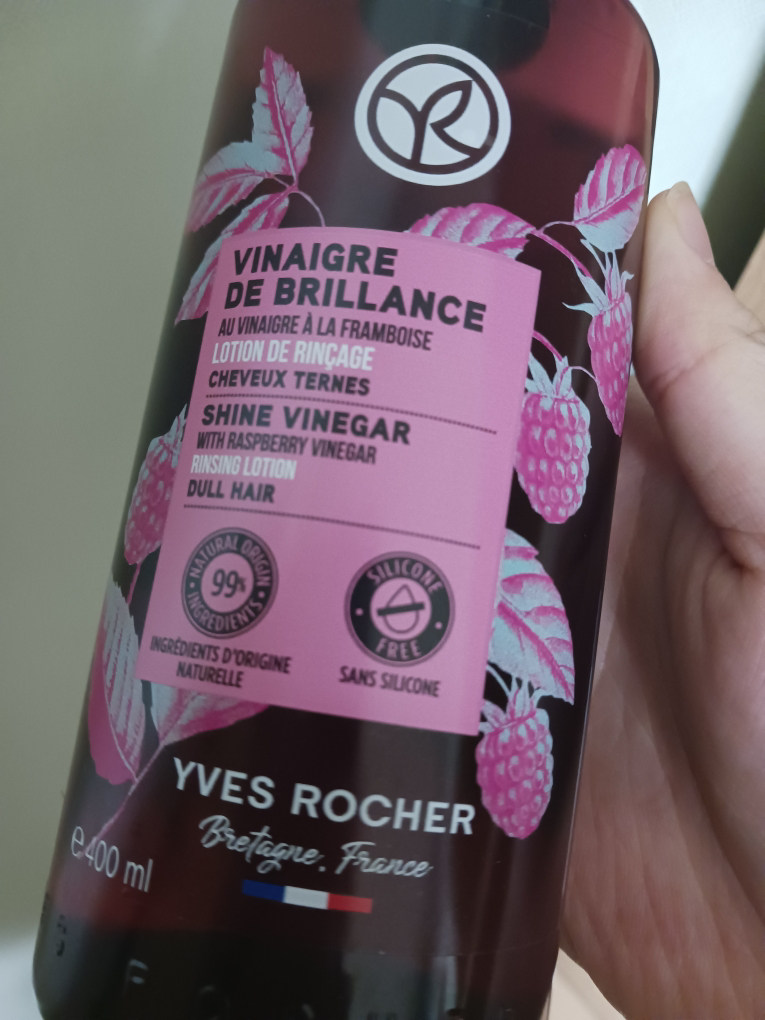 VINAIGRE
DE BRILLANCE
AU VINAIGRE À LA FRAMBOISE
LOTION DE RINÇAGE
CHEVEUX TERNES
SHINE VINEGAR
WITH RASPBERRY VINEGAR
RINSING LOTION
DULL HAIR
NATURAL ORIGIN
99%
INGREDIENTS
INGRÉDIENTS D'ORIGINE
NATURELLE
SILICONE
FREE
SANS SILICONE
YVES ROCHER
Bretagne, France
e 400 ml